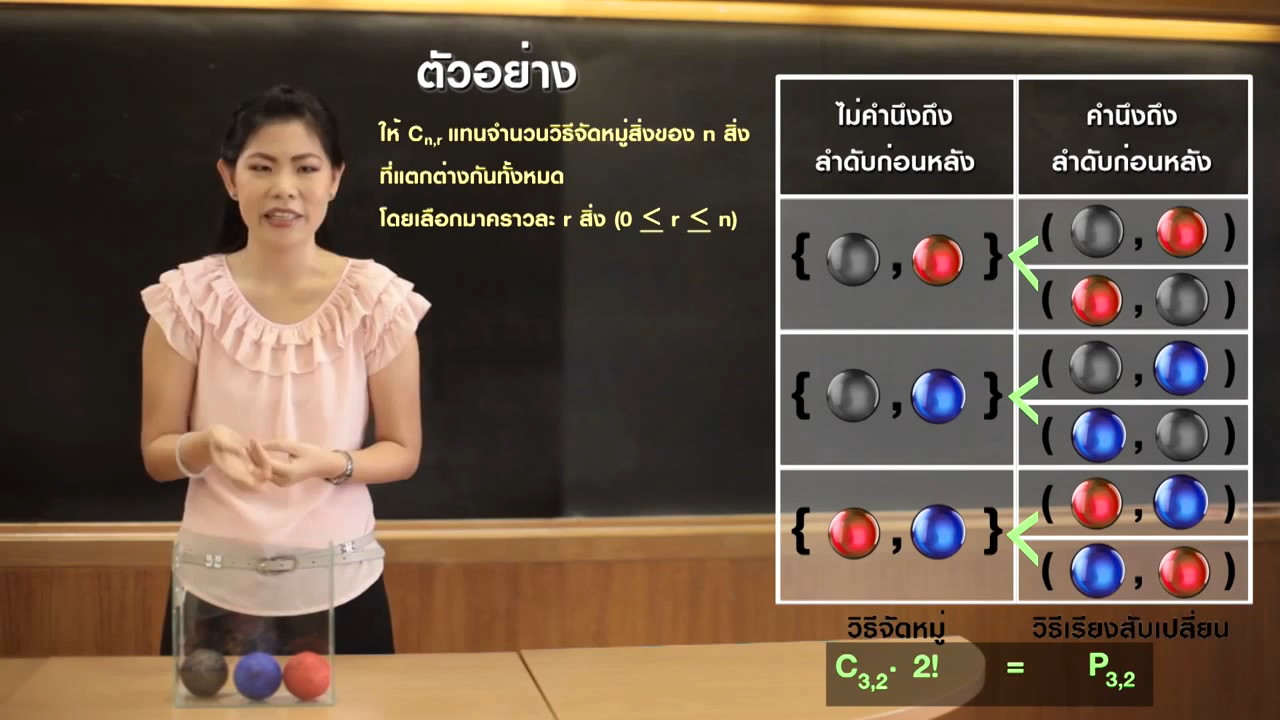 ตัวอย่าง
ให้ Cn,r แทนจำนวนวิธีจัดหมู่สิ่งของ n สิ่ง
ที่แตกต่างกันทั้งหมด
โดยเลือกมาคราวละ r สิ่ง (0 ≤ r ≤ n)
ไม่คำนึงถึง
ลำดับก่อนหลัง
คำนึงถึง
ลำดับก่อนหลัง
{ , }
( , )
( , )
{ , }
( , )
( , )
{ , }
( , )
( , )
วิธีจัดหมู่
วิธีเรียงสับเปลี่ยน
C3,2 · 2! = P3,2